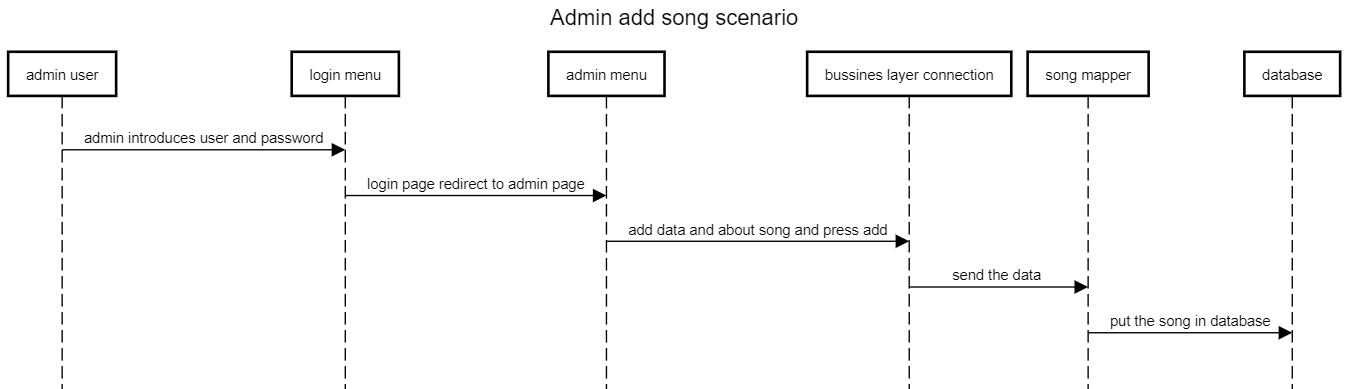 Admin add song scenario
admin user
login menu
admin menu
bussines layer connection
song mapper
database
admin introduces user and password
login page redirect to admin page
add data and about song and press add
send the data
put the song in database